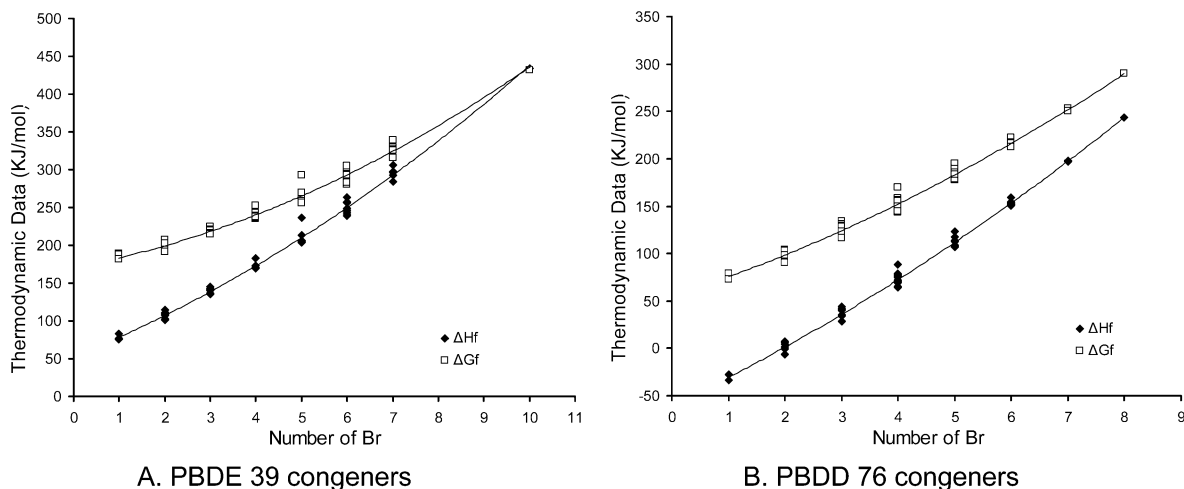 500
450
400
350
300
250
200
150
100
50
0
Thermodynamic Data (KJ/mol)
0 1 2 3 4 5 6 7 8 9 10 11
Number of Br
ΔHf
ΔGf
A. PBDE 39 congeners
350
300
250
200
150
100
50
0
-50
Thermodynamic Data (KJ/mol)
0 1 2 3 4 5 6 7 8 9
Number of Br
ΔHf
ΔGf
B. PBDD 76 congeners